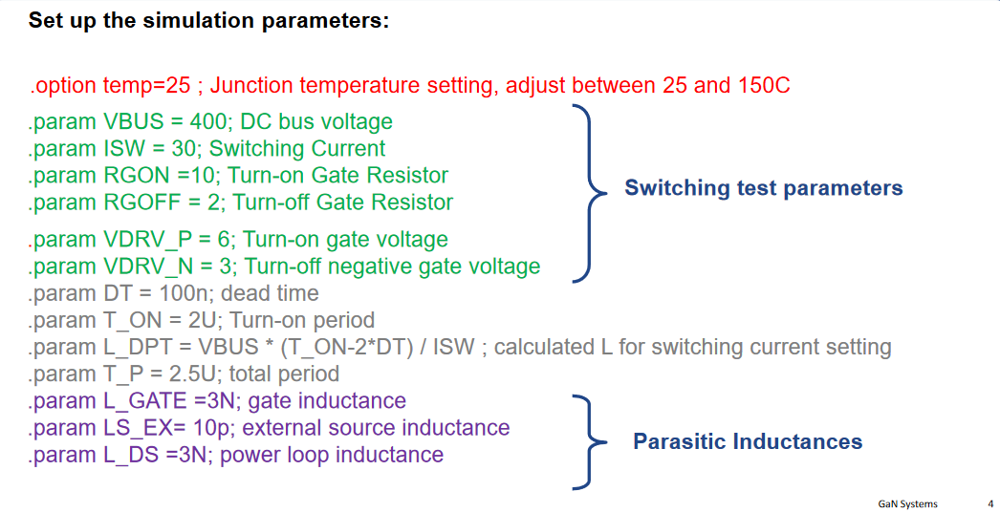 Set up the simulation parameters:
.option temp=25 ; Junction temperature setting, adjust between 25 and 150C
.param VBUS = 400; DC bus voltage
.param ISW = 30; Switching Current
.param RGON =10; Turn-on Gate Resistor
.param RGOFF = 2; Turn-off Gate Resistor
.param VDRV_P = 6; Turn-on gate voltage
.param VDRV_N = 3; Turn-off negative gate voltage
Switching test parameters
.param DT = 100n; dead time
.param T_ON = 2U; Turn-on period
.param L_DPT = VBUS * (T_ON-2*DT) / ISW ; calculated L for switching current setting
.param T_P = 2.5U; total period
.param L_GATE =3N; gate inductance
.param LS_EX= 10p; external source inductance
.param L_DS =3N; power loop inductance
Parasitic Inductances
GaN Systems
4